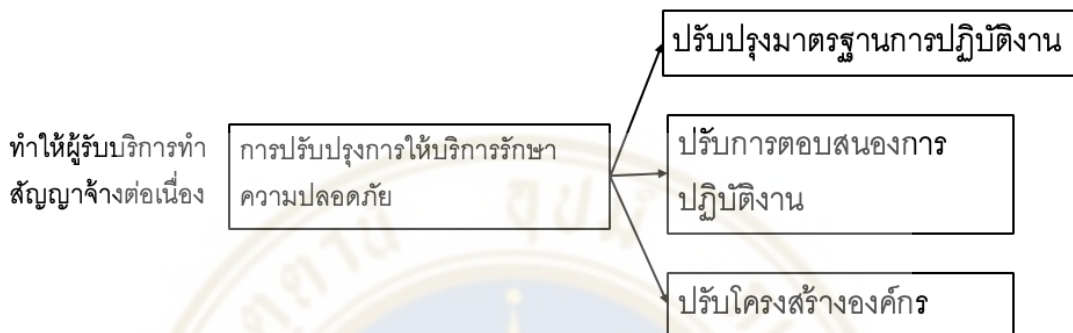 ปรับปรุงมาตรฐานการปฏิบัติงาน
ทำให้ผู้รับบริการทำ
สัญญาจ้างต่อเนื่อง
การปรับปรุงการให้บริการรักษา
ความปลอดภัย
ปรับการตอบสนองการ
ปฏิบัติงาน
ปรับโครงสร้างองค์กร